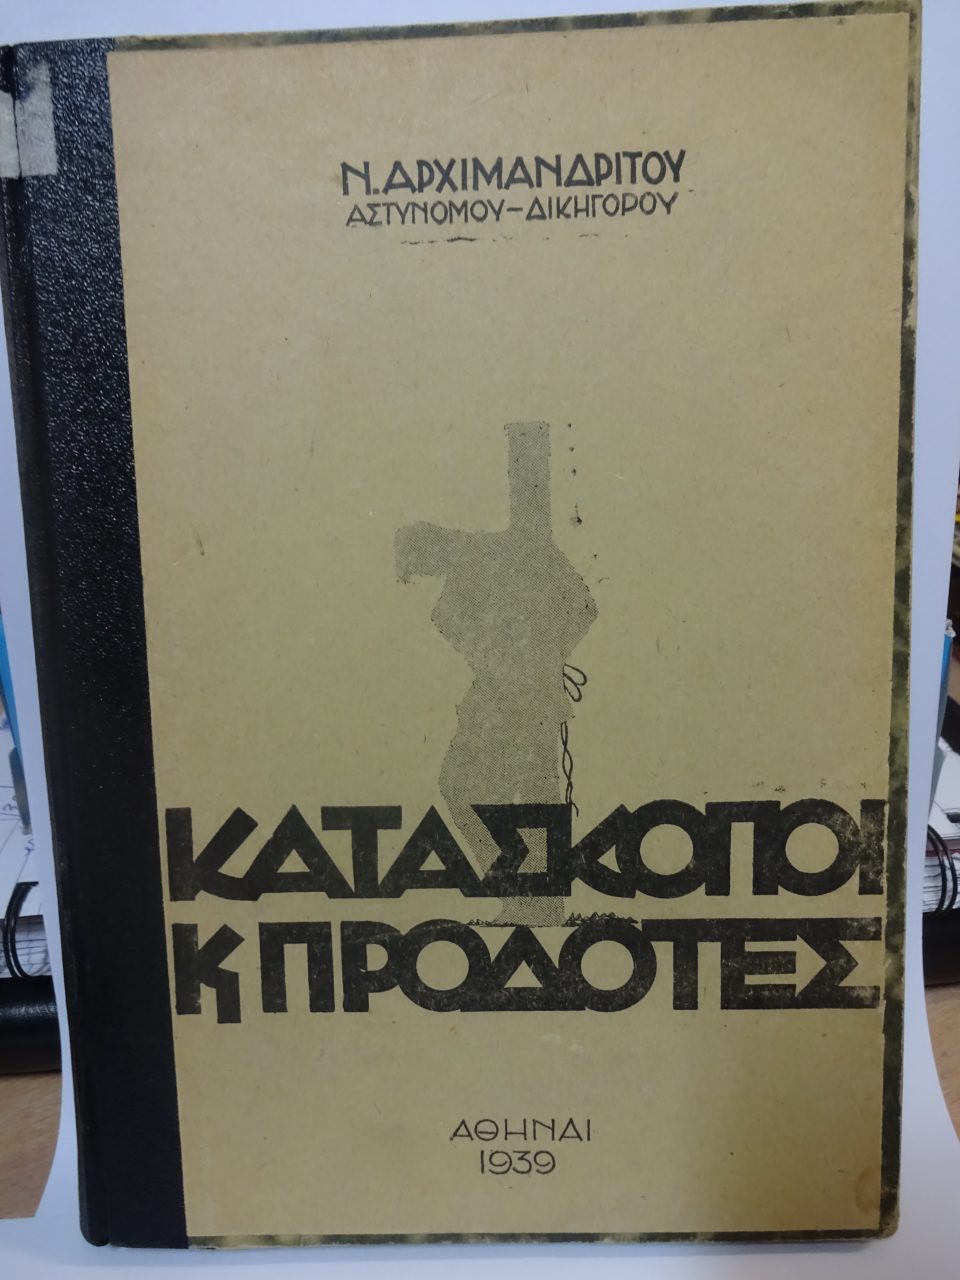 Ν. ΑΡΧΙΜΑΝΔΡΙΤΟΥ
ΑΣΤΥΝΟΜΟΥ-ΔΙΚΗΓΟΡΟΥ
ΚΑΤΑΣΚΟΠΟΙ
Κ ΠΡΟΔΟΤΕΣ
ΑΘΗΝΑΙ
1939